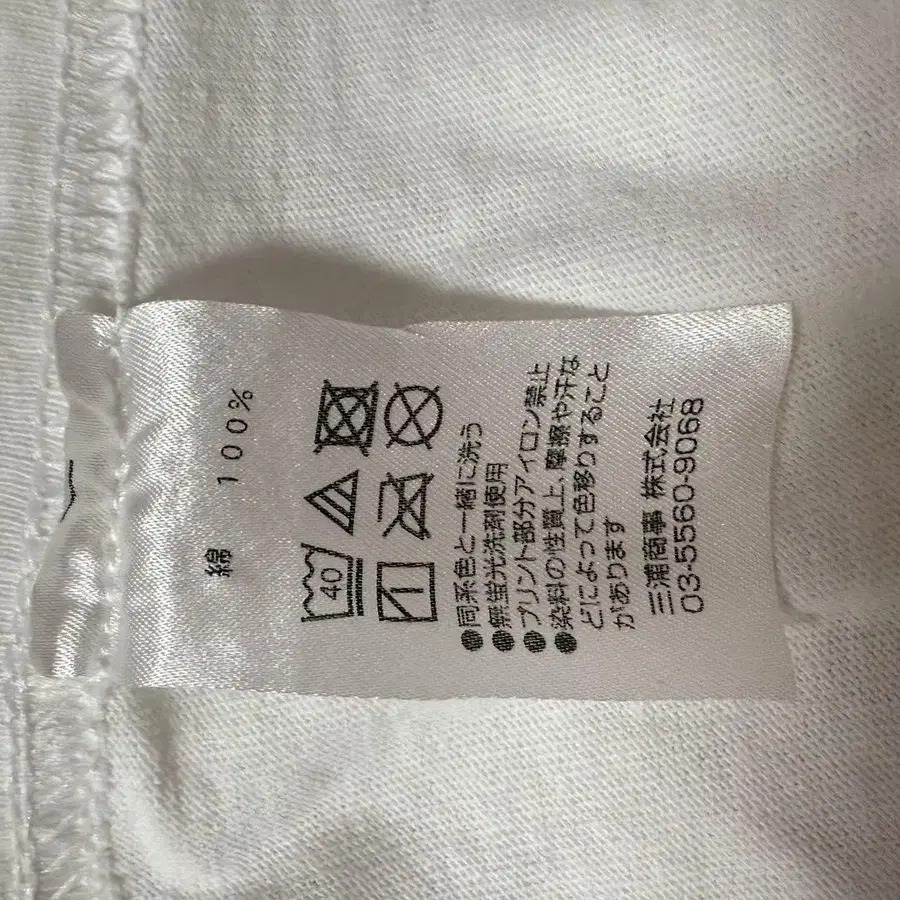 綿 100%
40
●同系色と一緒に洗う
●無蛍光洗剤使用
●プリント部分アイロン禁止
●染料の性質上、摩擦や汗な
どによって色移りすること
があります
三浦商事 株式会社
03-5560-9068